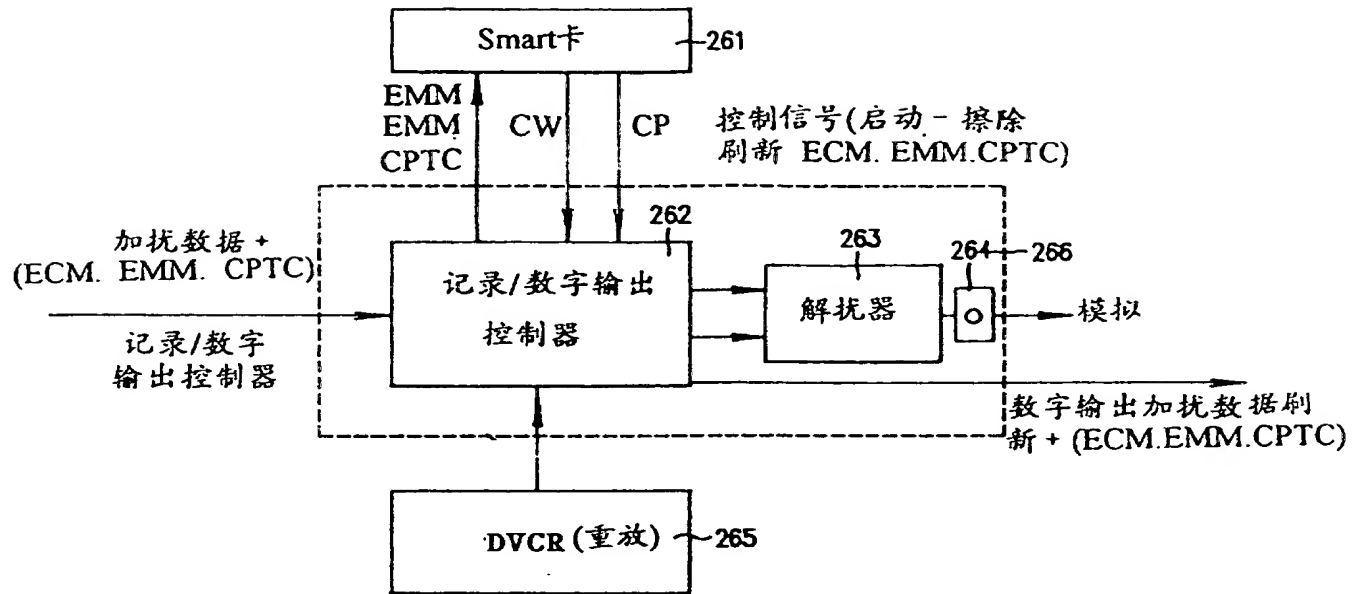 Smart卡
261
EMM
EMM
CPTC
CW
CP
控制信号(启动-擦除
刷新 ECM. EMM.CPTC)
加扰数据+
(ECM. EMM. CPTC)
记录/数字
输出控制器
262
记录/数字输出
控制器
263
解扰器
264
266
模拟
数字输出加扰数据刷
新+(ECM.EMM.CPTC)
DVCR(重放)
265